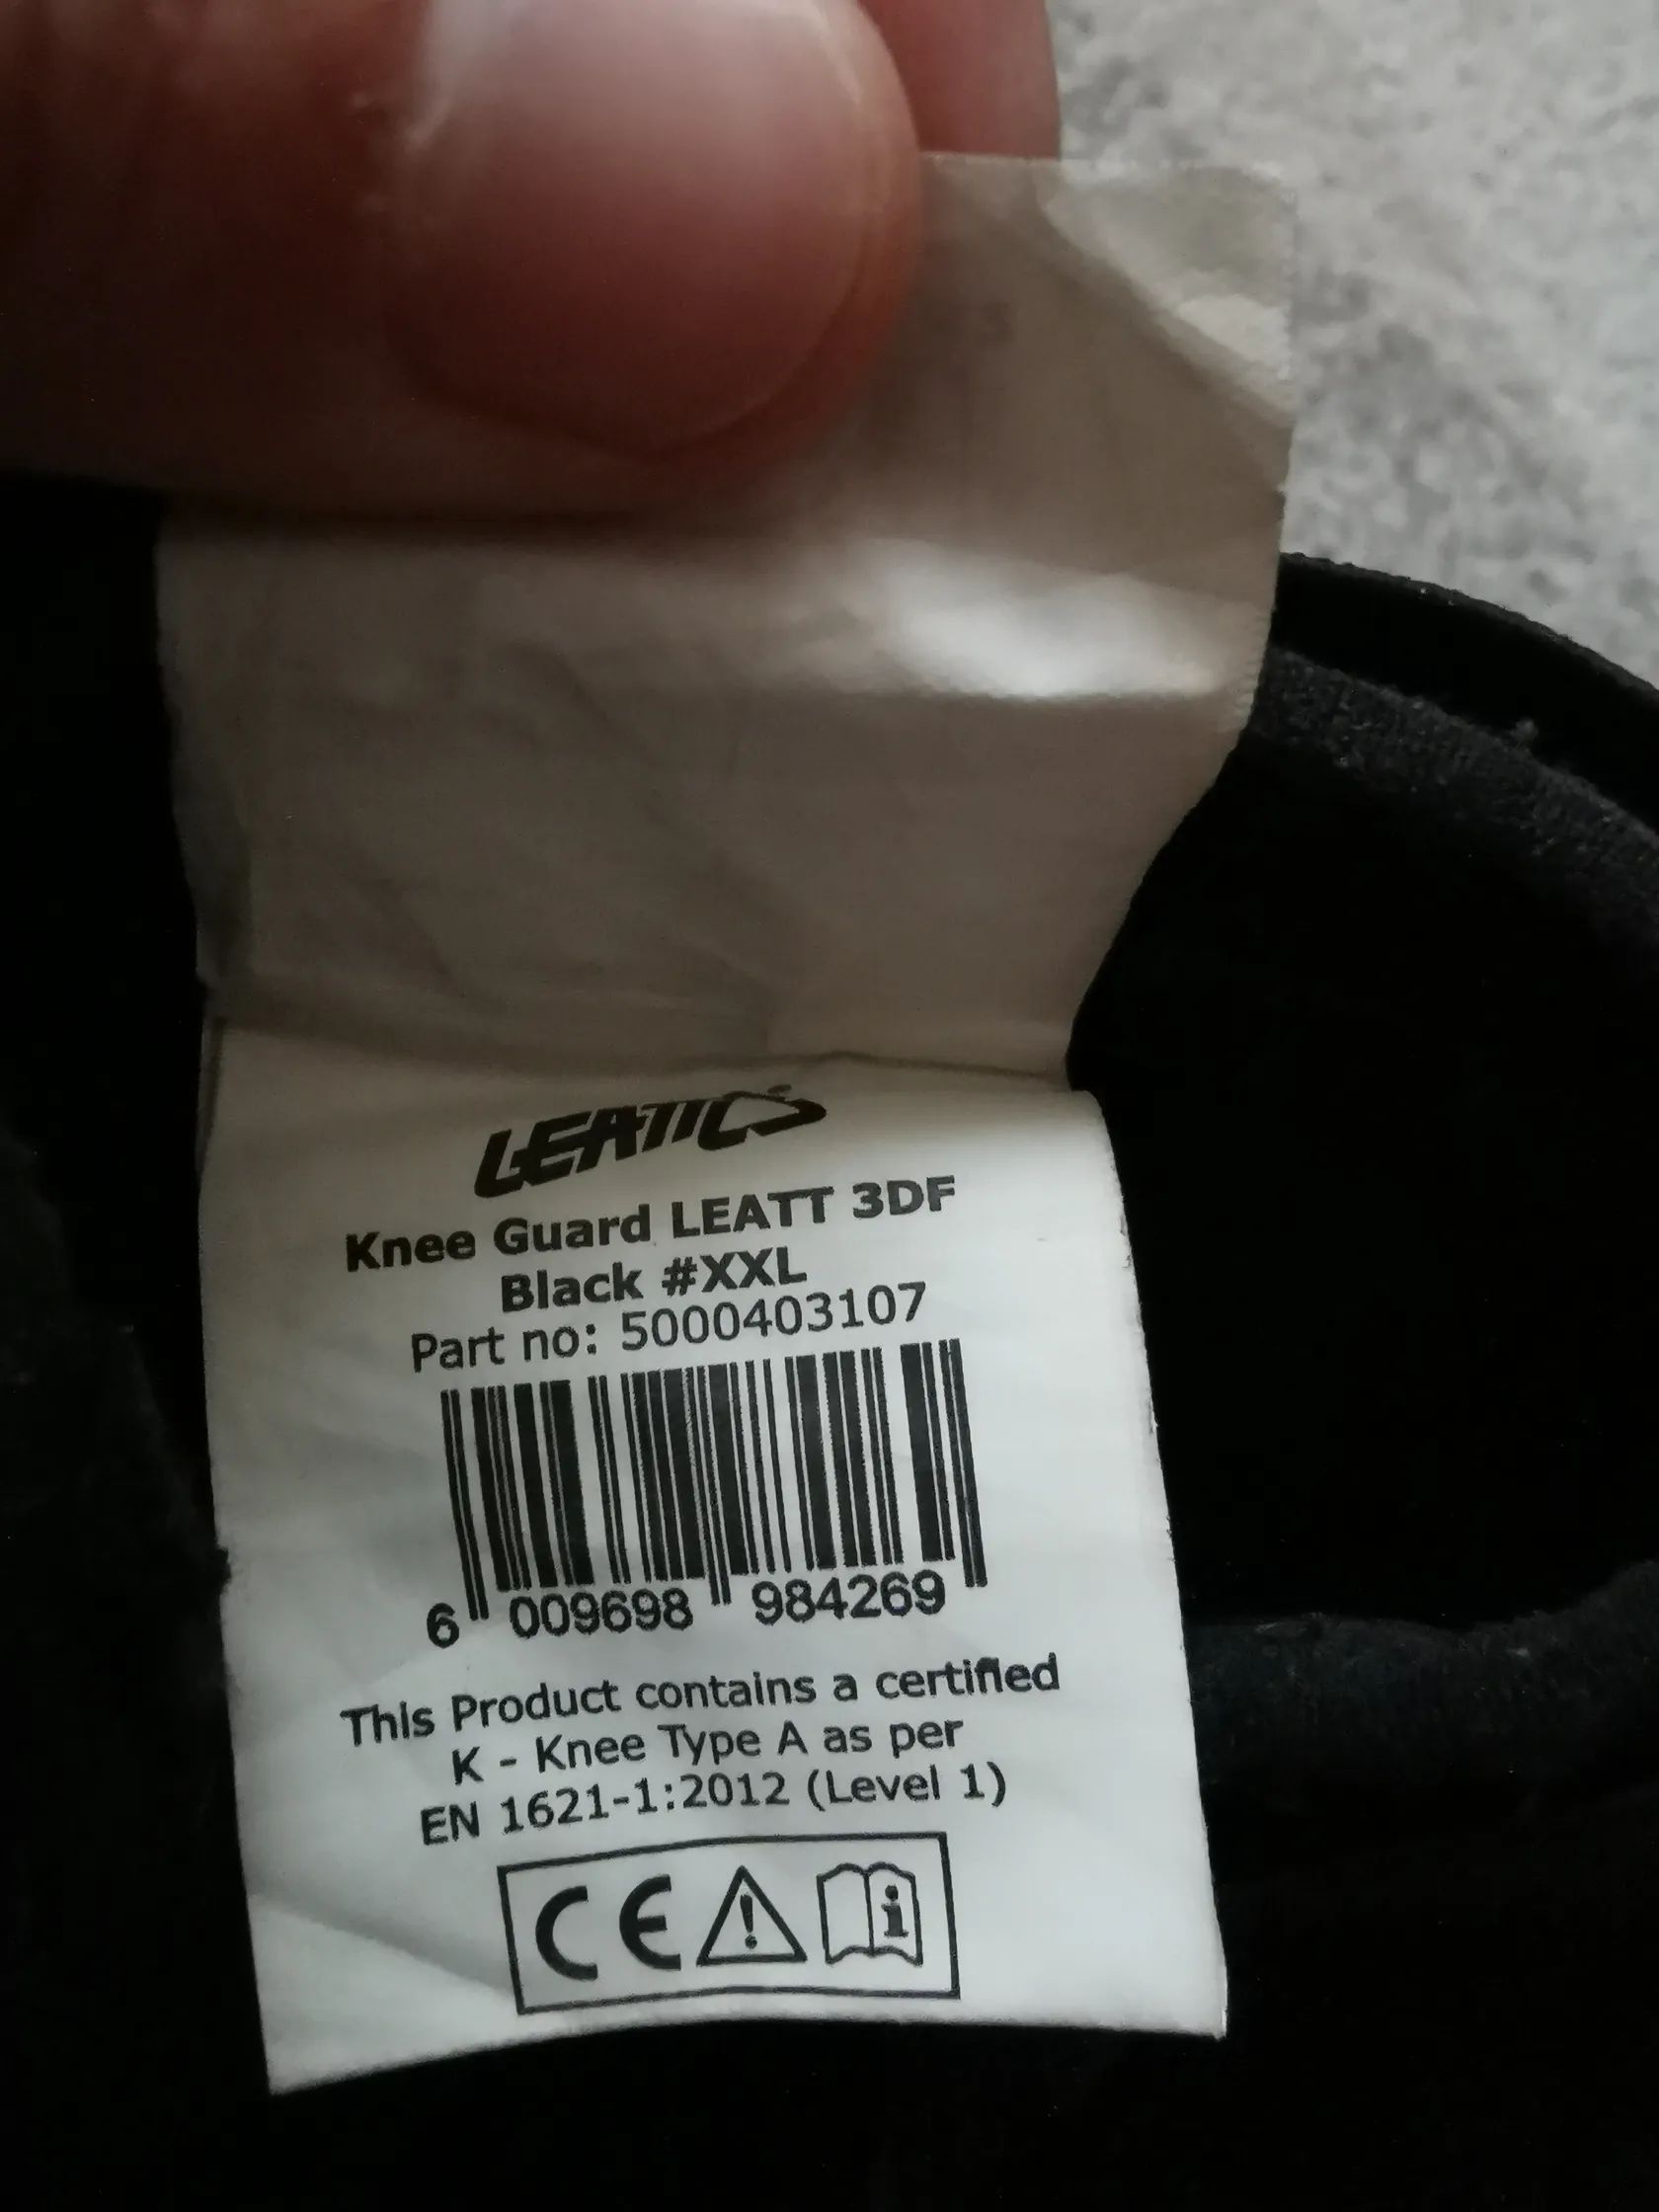 LEATT
Knee Guard LEATT 3DF
Black #XXL
Part no: 5000403107
6 009698 984269
This Product contains a certified
K - Knee Type A as per
EN 1621-1:2012 (Level 1)
CE